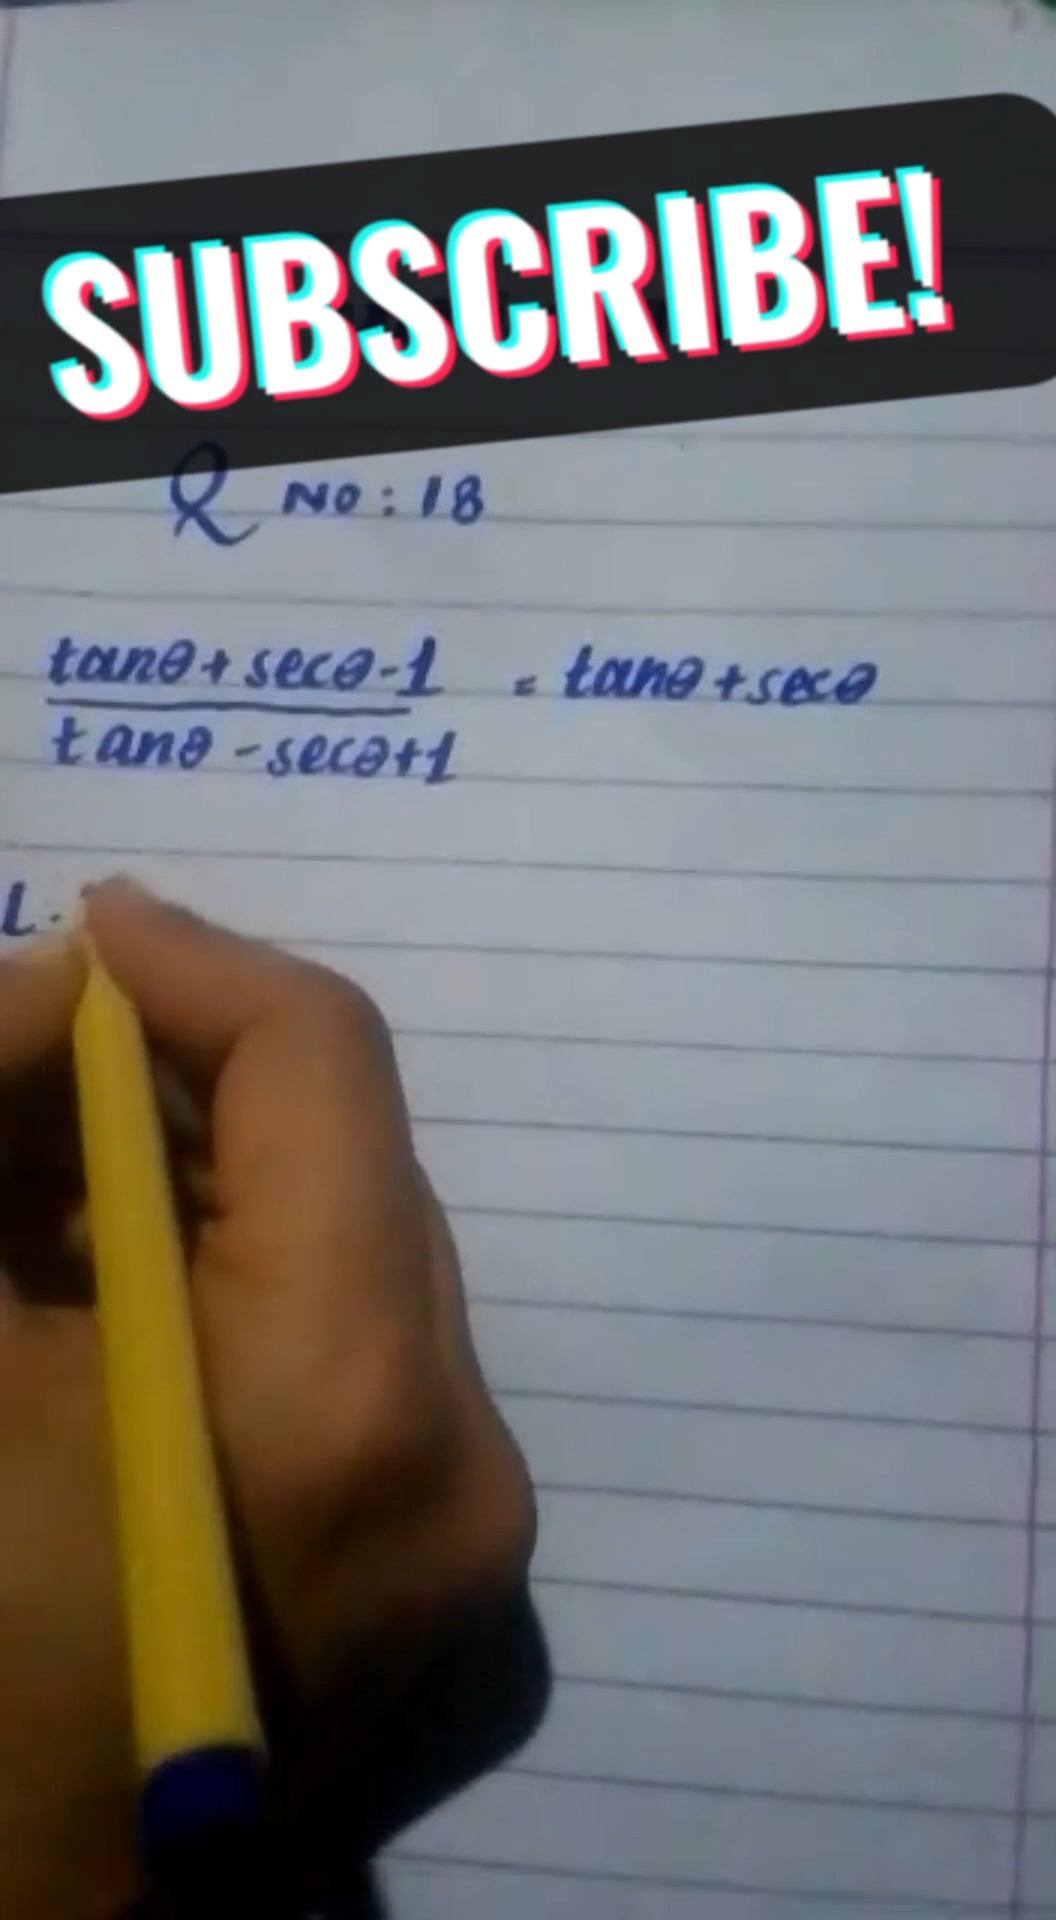 SUBSCRIBE!
Q No: 18
tanθ + secθ - 1 = tanθ + secθ
tanθ - secθ + 1
L.